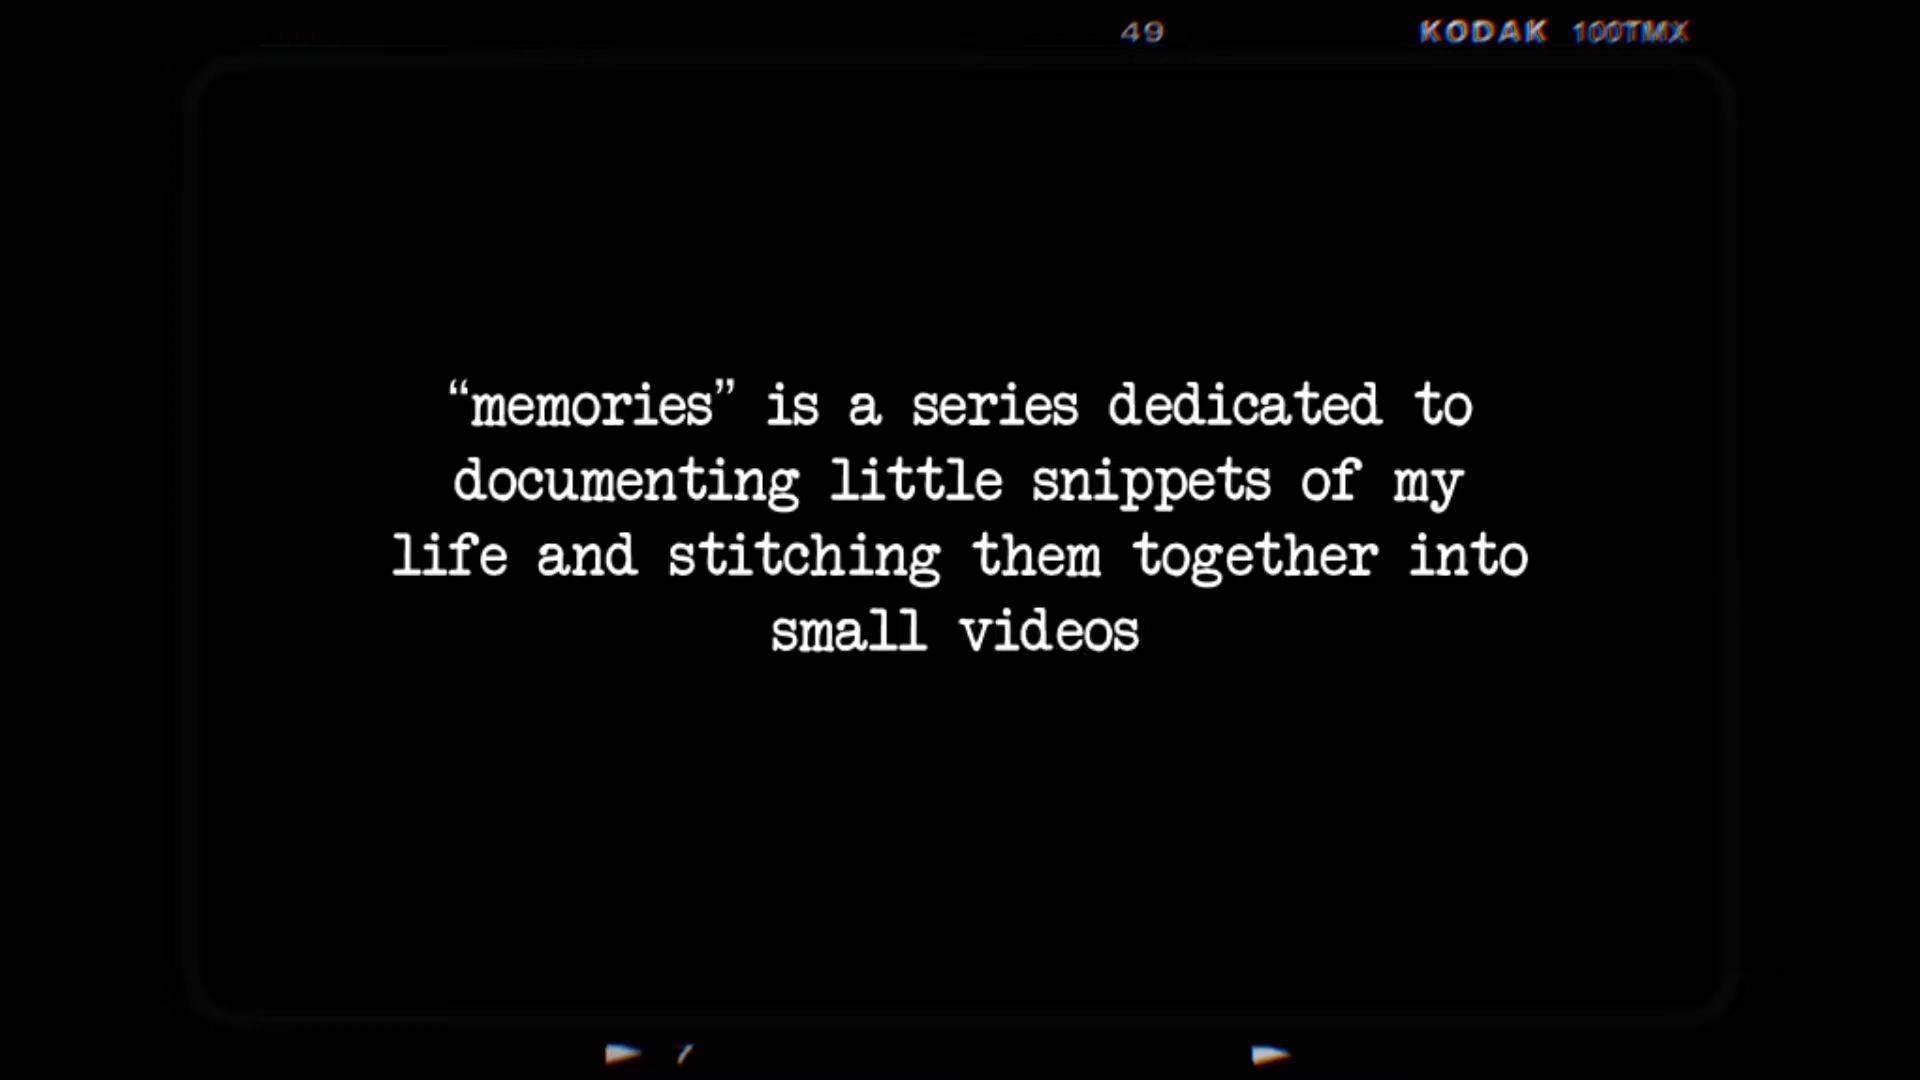 49 KODAK 100TMX
“memories” is a series dedicated to
documenting little snippets of my
life and stitching them together into
small videos
7